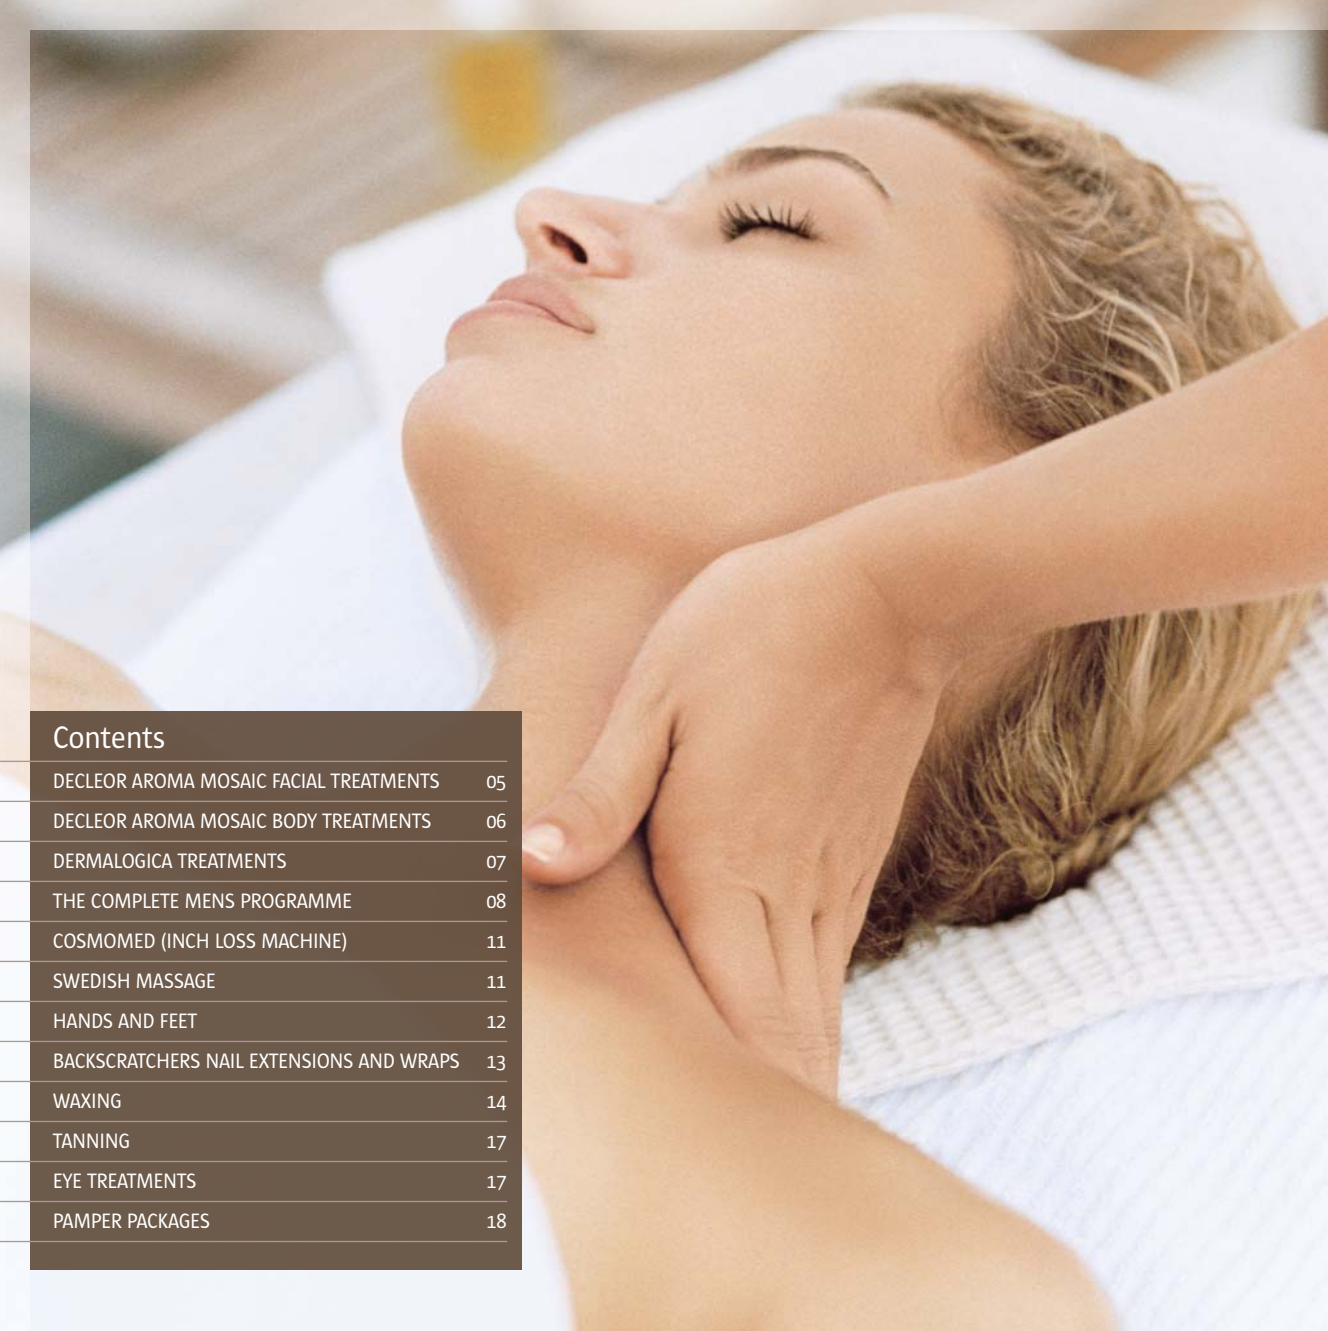 Contents
DECLEOR AROMA MOSAIC FACIAL TREATMENTS 05
DECLEOR AROMA MOSAIC BODY TREATMENTS 06
DERMALOGICA TREATMENTS 07
THE COMPLETE MENS PROGRAMME 08
COSMOMED (INCH LOSS MACHINE) 11
SWEDISH MASSAGE 11
HANDS AND FEET 12
BACKSCRATCHERS NAIL EXTENSIONS AND WRAPS 13
WAXING 14
TANNING 17
EYE TREATMENTS 17
PAMPER PACKAGES 18